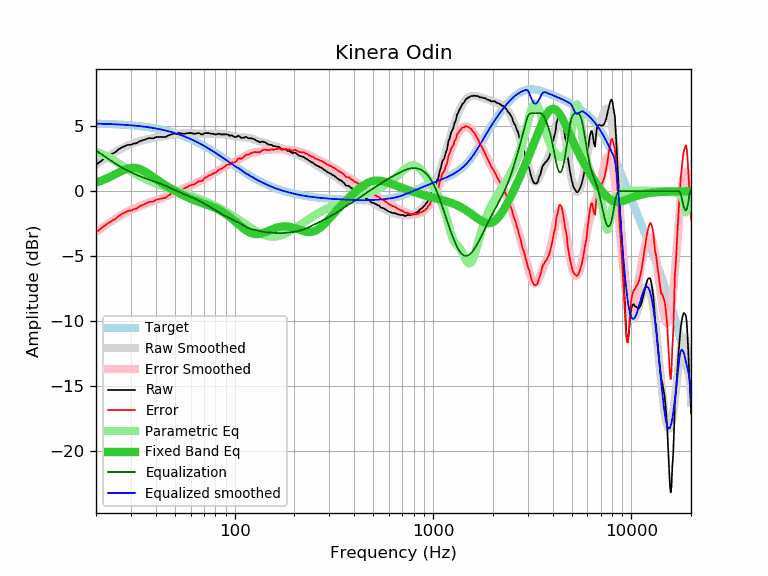 Kinera Odin
Amplitude (dBr)
5
0
−5
−10
−15
−20
Target
Raw Smoothed
Error Smoothed
Raw
Error
Parametric Eq
Fixed Band Eq
Equalization
Equalized smoothed
100
1000
10000
Frequency (Hz)